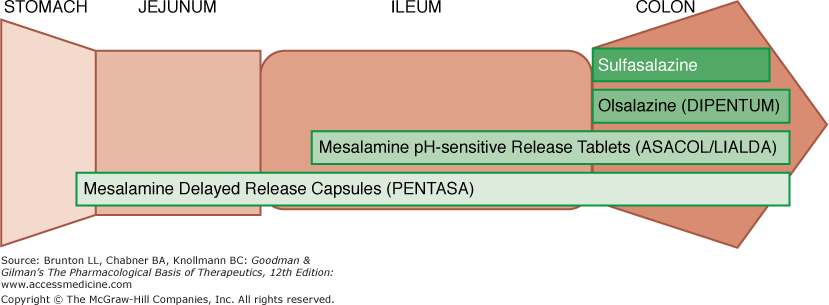 STOMACH JEJUNUM ILEUM COLON
Sulfasalazine
Olsalazine (DIPENTUM)
Mesalamine pH-sensitive Release Tablets (ASACOL/LIALDA)
Mesalamine Delayed Release Capsules (PENTASA)
Source: Brunton LL, Chabner BA, Knollmann BC: Goodman &
Gilman's The Pharmacological Basis of Therapeutics, 12th Edition:
www.accessmedicine.com
Copyright © The McGraw-Hill Companies, Inc. All rights reserved.